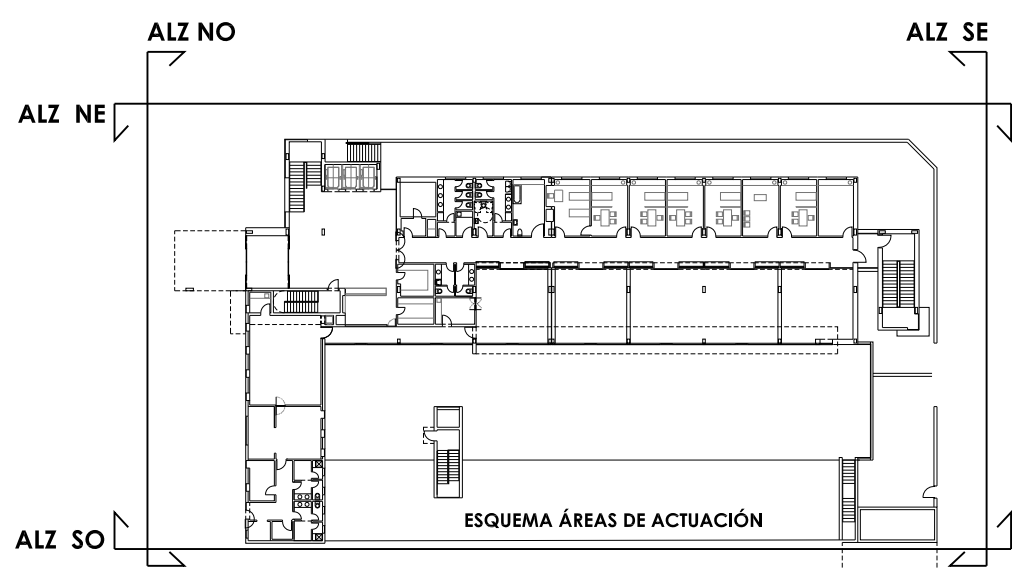 ALZ NO
ALZ SE
ALZ NE
ESQUEMA ÁREAS DE ACTUACIÓN
ALZ SO